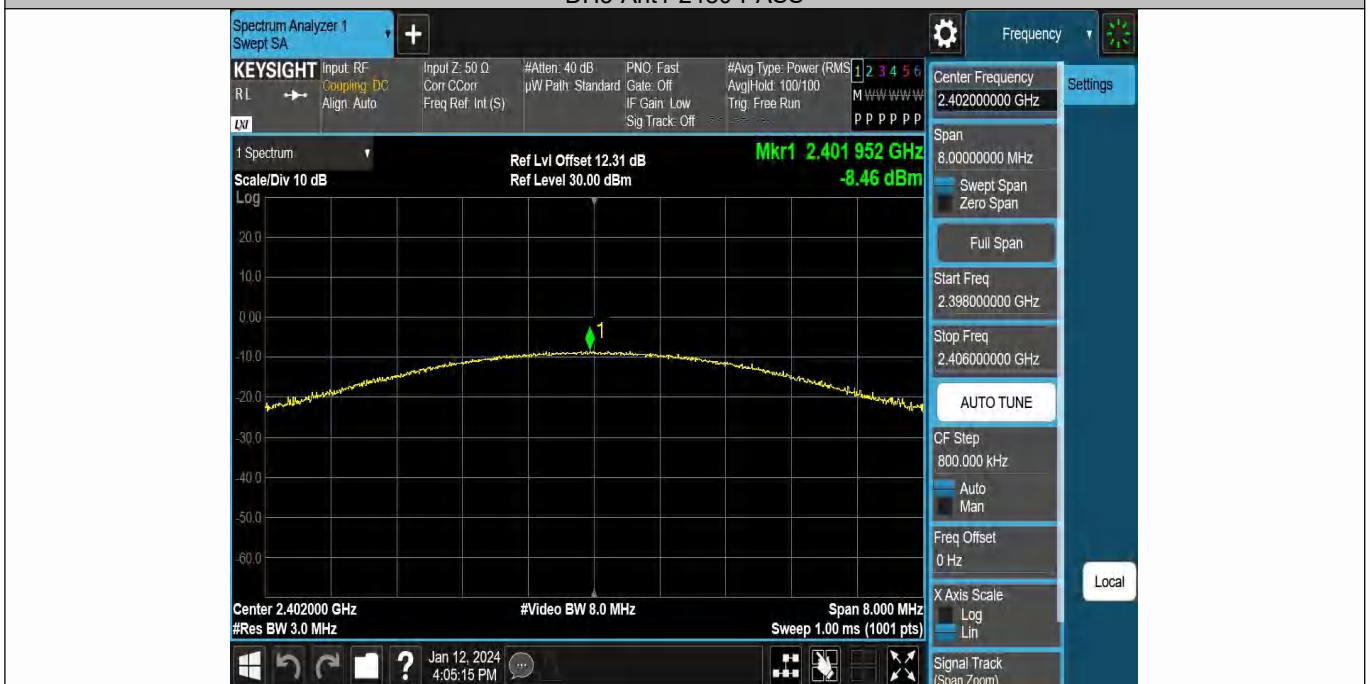 DH5-Ant1-2480-PASS
Spectrum Analyzer 1
Swept SA
+
Frequency
KEYSIGHT
RL
LXI
Input: RF
Coupling: DC
Align: Auto
Input Z: 50 Ω
Corr CCorr
Freq Ref: Int (S)
#Atten: 40 dB
µW Path: Standard
PNO: Fast
Gate: Off
IF Gain: Low
Sig Track: Off
#Avg Type: Power (RMS
Avg|Hold: 100/100
Trig: Free Run
1 2 3 4 5 6
M W W W W W
P P P P P P
1 Spectrum
Scale/Div 10 dB
Log
Ref Lvl Offset 12.31 dB
Ref Level 30.00 dBm
Mkr1 2.401 952 GHz
-8.46 dBm
20.0
10.0
0.00
-10.0
-20.0
-30.0
-40.0
-50.0
-60.0
1
Center 2.402000 GHz
#Res BW 3.0 MHz
#Video BW 8.0 MHz
Span 8.000 MHz
Sweep 1.00 ms (1001 pts)
Center Frequency
2.402000000 GHz
Settings
Span
8.00000000 MHz
Swept Span
Zero Span
Full Span
Start Freq
2.398000000 GHz
Stop Freq
2.406000000 GHz
AUTO TUNE
CF Step
800.000 kHz
Auto
Man
Freq Offset
0 Hz
X Axis Scale
Log
Lin
Local
Signal Track
(Span Zoom)
?
Jan 12, 2024
4:05:15 PM